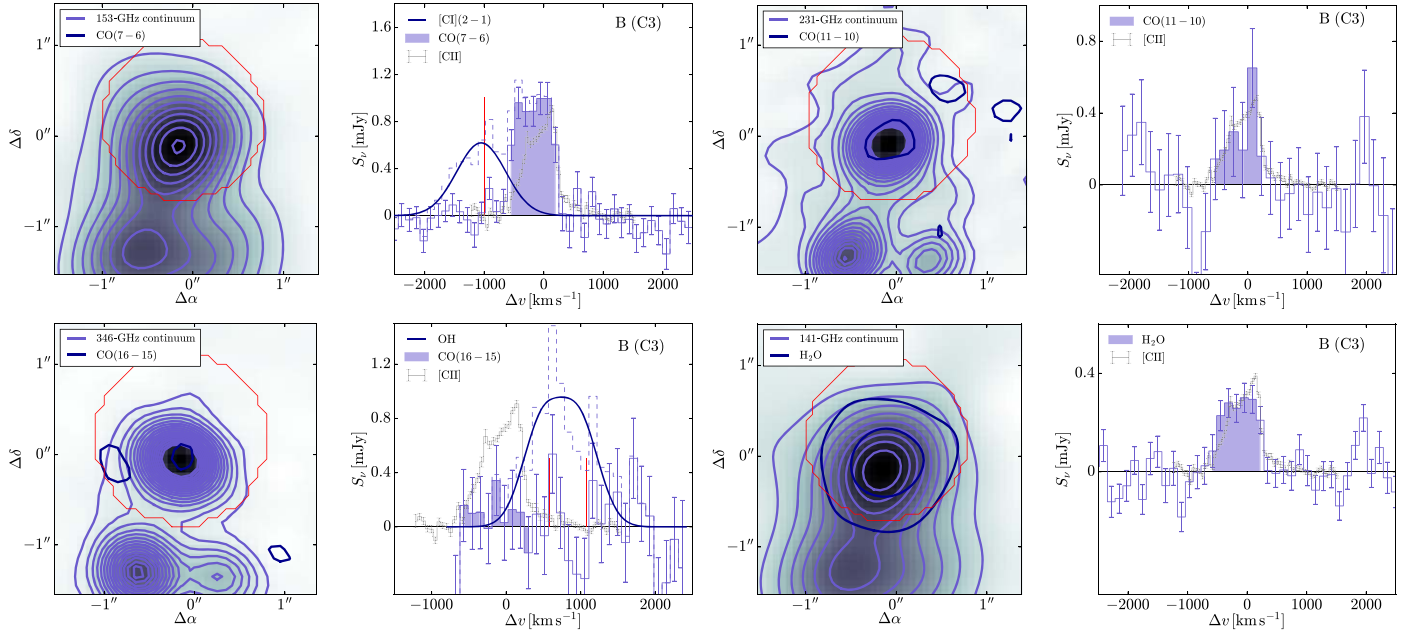 153-GHz continuum
CO(7 − 6)
1″
0″
−1″
Δδ
−1″
0″
1″
Δα
[CI](2 − 1)
CO(7 − 6)
[CII]
B (C3)
1.6
1.2
0.8
0.4
0
Sν [mJy]
−2000
−1000
0
1000
2000
Δv [km s⁻¹]
231-GHz continuum
CO(11 − 10)
1″
0″
−1″
Δδ
−1″
0″
1″
Δα
CO(11 − 10)
[CII]
B (C3)
0.8
0.4
0
Sν [mJy]
−2000
−1000
0
1000
2000
Δv [km s⁻¹]
346-GHz continuum
CO(16 − 15)
1″
0″
−1″
Δδ
−1″
0″
1″
Δα
OH
CO(16 − 15)
[CII]
B (C3)
1.2
0.8
0.4
0
Sν [mJy]
−1000
0
1000
2000
Δv [km s⁻¹]
141-GHz continuum
H₂O
1″
0″
−1″
Δδ
−1″
0″
1″
Δα
H₂O
[CII]
B (C3)
0.4
0
Sν [mJy]
−2000
−1000
0
1000
2000
Δv [km s⁻¹]